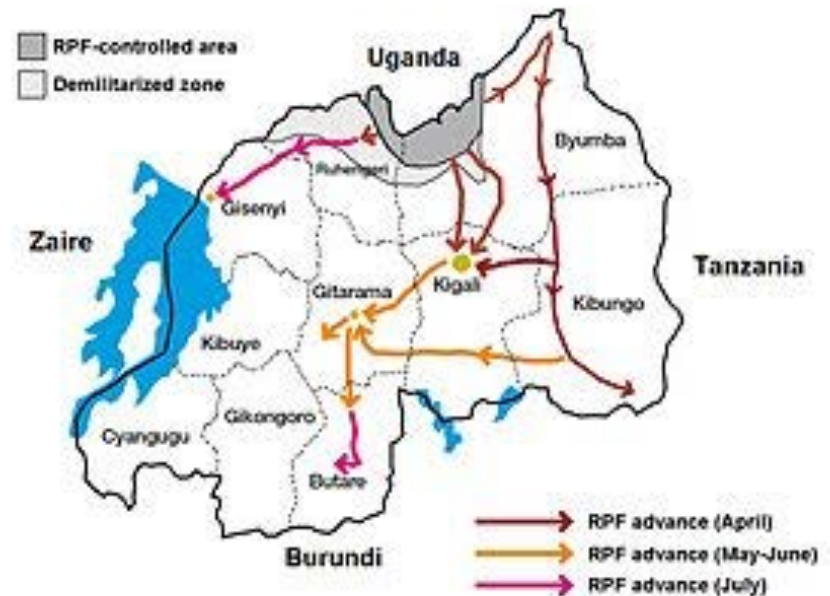 RPF-controlled area
Demilitarized zone
Uganda
Byumba
Ruhengeri
Gisenyi
Zaire
Tanzania
Kigali
Gitarama
Kibungo
Kibuye
Gikongoro
Cyangugu
Butare
Burundi
RPF advance (April)
RPF advance (May-June)
RPF advance (July)